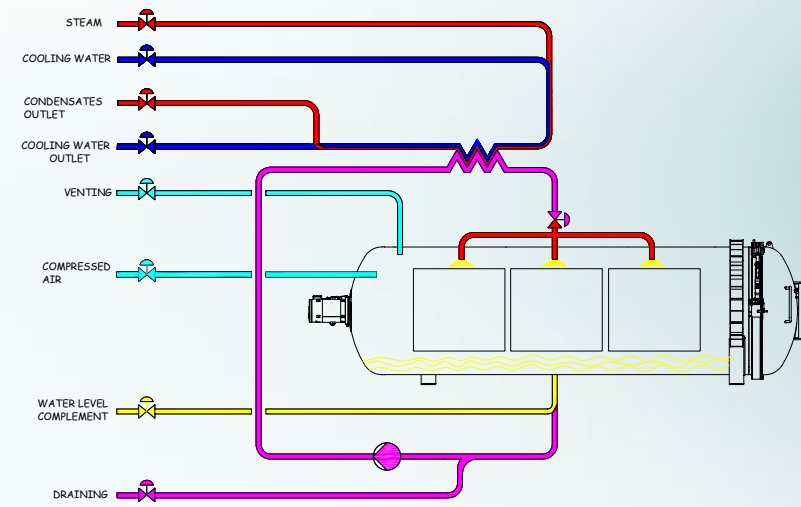 STEAM
COOLING WATER
CONDENSATES
OUTLET
COOLING WATER
OUTLET
VENTING
COMPRESSED
AIR
WATER LEVEL
COMPLEMENT
DRAINING